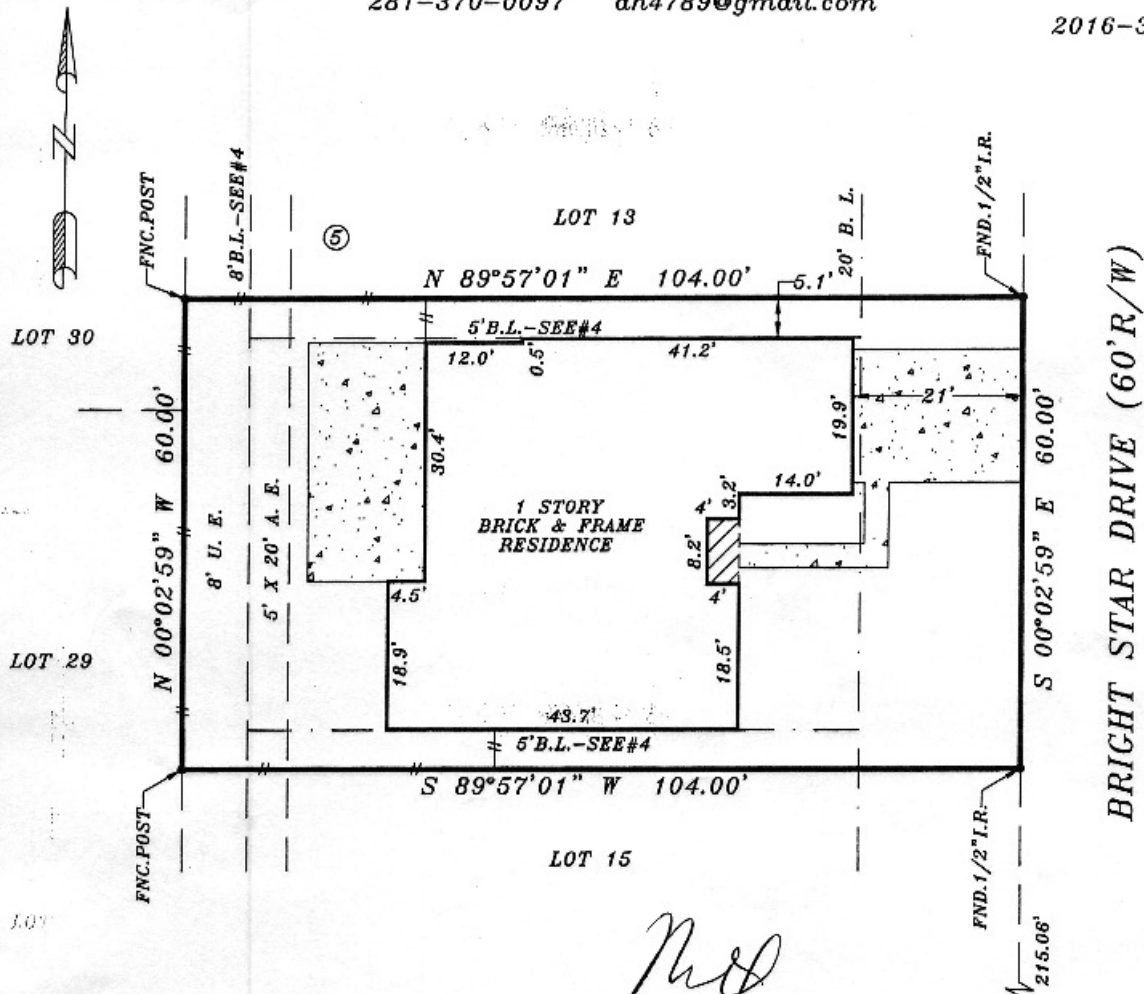 281-370-0097 an4789@gmail.com
2016-3
N
FNC.POST
8'B.L.-SEE#4
5
LOT 13
20' B. L.
FND.1/2"I.R.
N 89°57'01" E 104.00'
5.1'
LOT 30
5'B.L.-SEE#4
12.0'
0.5'
41.2'
N 00°02'59" W 60.00'
30.4'
19.9'
21'
S 00°02'59" E 60.00'
BRIGHT STAR DRIVE (60'R/W)
14.0'
3.2'
4'
1 STORY
BRICK & FRAME
RESIDENCE
8.2'
8' U. E.
5' X 20' A. E.
4.5'
4'
LOT 29
18.9'
18.5'
43.7'
5'B.L.-SEE#4
S 89°57'01" W 104.00'
FNC.POST
LOT 15
FND.1/2"I.R.
LOT
215.06'